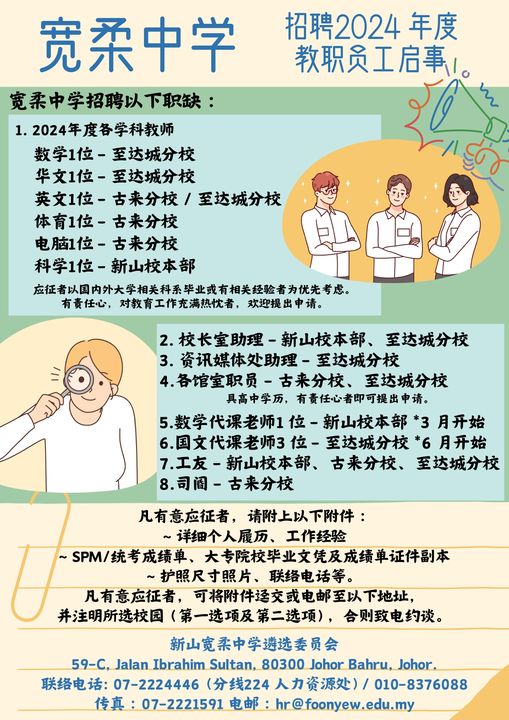 宽柔中学
招聘2024 年度
教职员工启事
宽柔中学招聘以下职缺：
1. 2024年度各学科教师
数学1位 – 至达城分校
华文1位 – 至达城分校
英文1位 – 古来分校 / 至达城分校
体育1位 – 古来分校
电脑1位 – 古来分校
科学1位 – 新山校本部
应征者以国内外大学相关科系毕业或有相关经验者为优先考虑。
有责任心，对教育工作充满热忱者，欢迎提出申请。
2. 校长室助理 – 新山校本部、至达城分校
3. 资讯媒体处助理 – 至达城分校
4. 各馆室职员 – 古来分校、至达城分校
具高中学历，有责任心者即可提出申请。
5.数学代课老师1 位 – 新山校本部 *3 月开始
6.国文代课老师3 位 – 至达城分校 *6 月开始
7.工友 – 新山校本部、古来分校、至达城分校
8.司阍 – 古来分校
凡有意应征者，请附上以下附件：
~ 详细个人履历、工作经验
~ SPM/统考成绩单、大专院校毕业文凭及成绩单证件副本
~ 护照尺寸照片、联络电话等。
凡有意应征者，可将附件迳交或电邮至以下地址，
并注明所选校园（第一选项及第二选项），合则致电约谈。
新山宽柔中学遴选委员会
59-C, Jalan Ibrahim Sultan, 80300 Johor Bahru, Johor.
联络电话: 07-2224446 (分线224 人力资源处) / 010-8376088
传真：07-2221591 电邮：hr@foonyew.edu.my